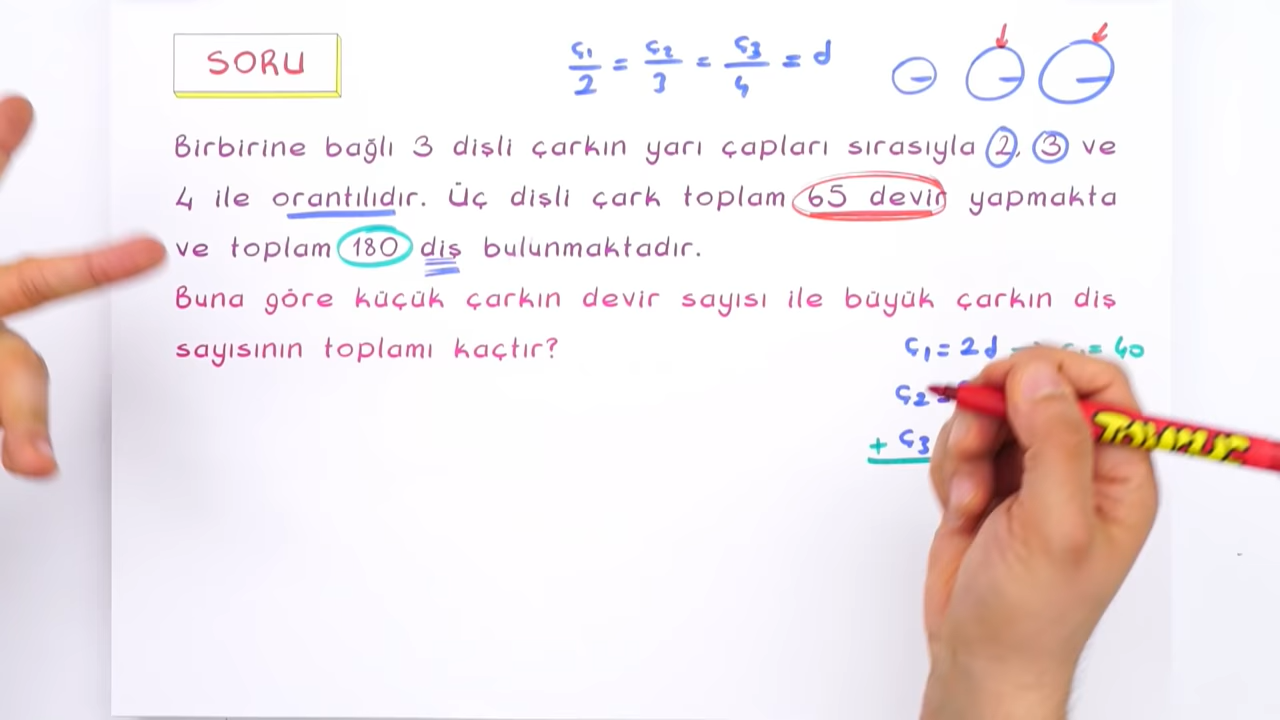 SORU
ç₁/2 = ç₂/3 = ç₃/4 = d
Birbirine bağlı 3 dişli çarkın yarı çapları sırasıyla 2, 3 ve
4 ile orantılıdır. Üç dişli çark toplam 65 devir yapmakta
ve toplam 180 diş bulunmaktadır.
Buna göre küçük çarkın devir sayısı ile büyük çarkın diş
sayısının toplamı kaçtır?
ç₁ = 2d = 40
ç₂
+ ç₃